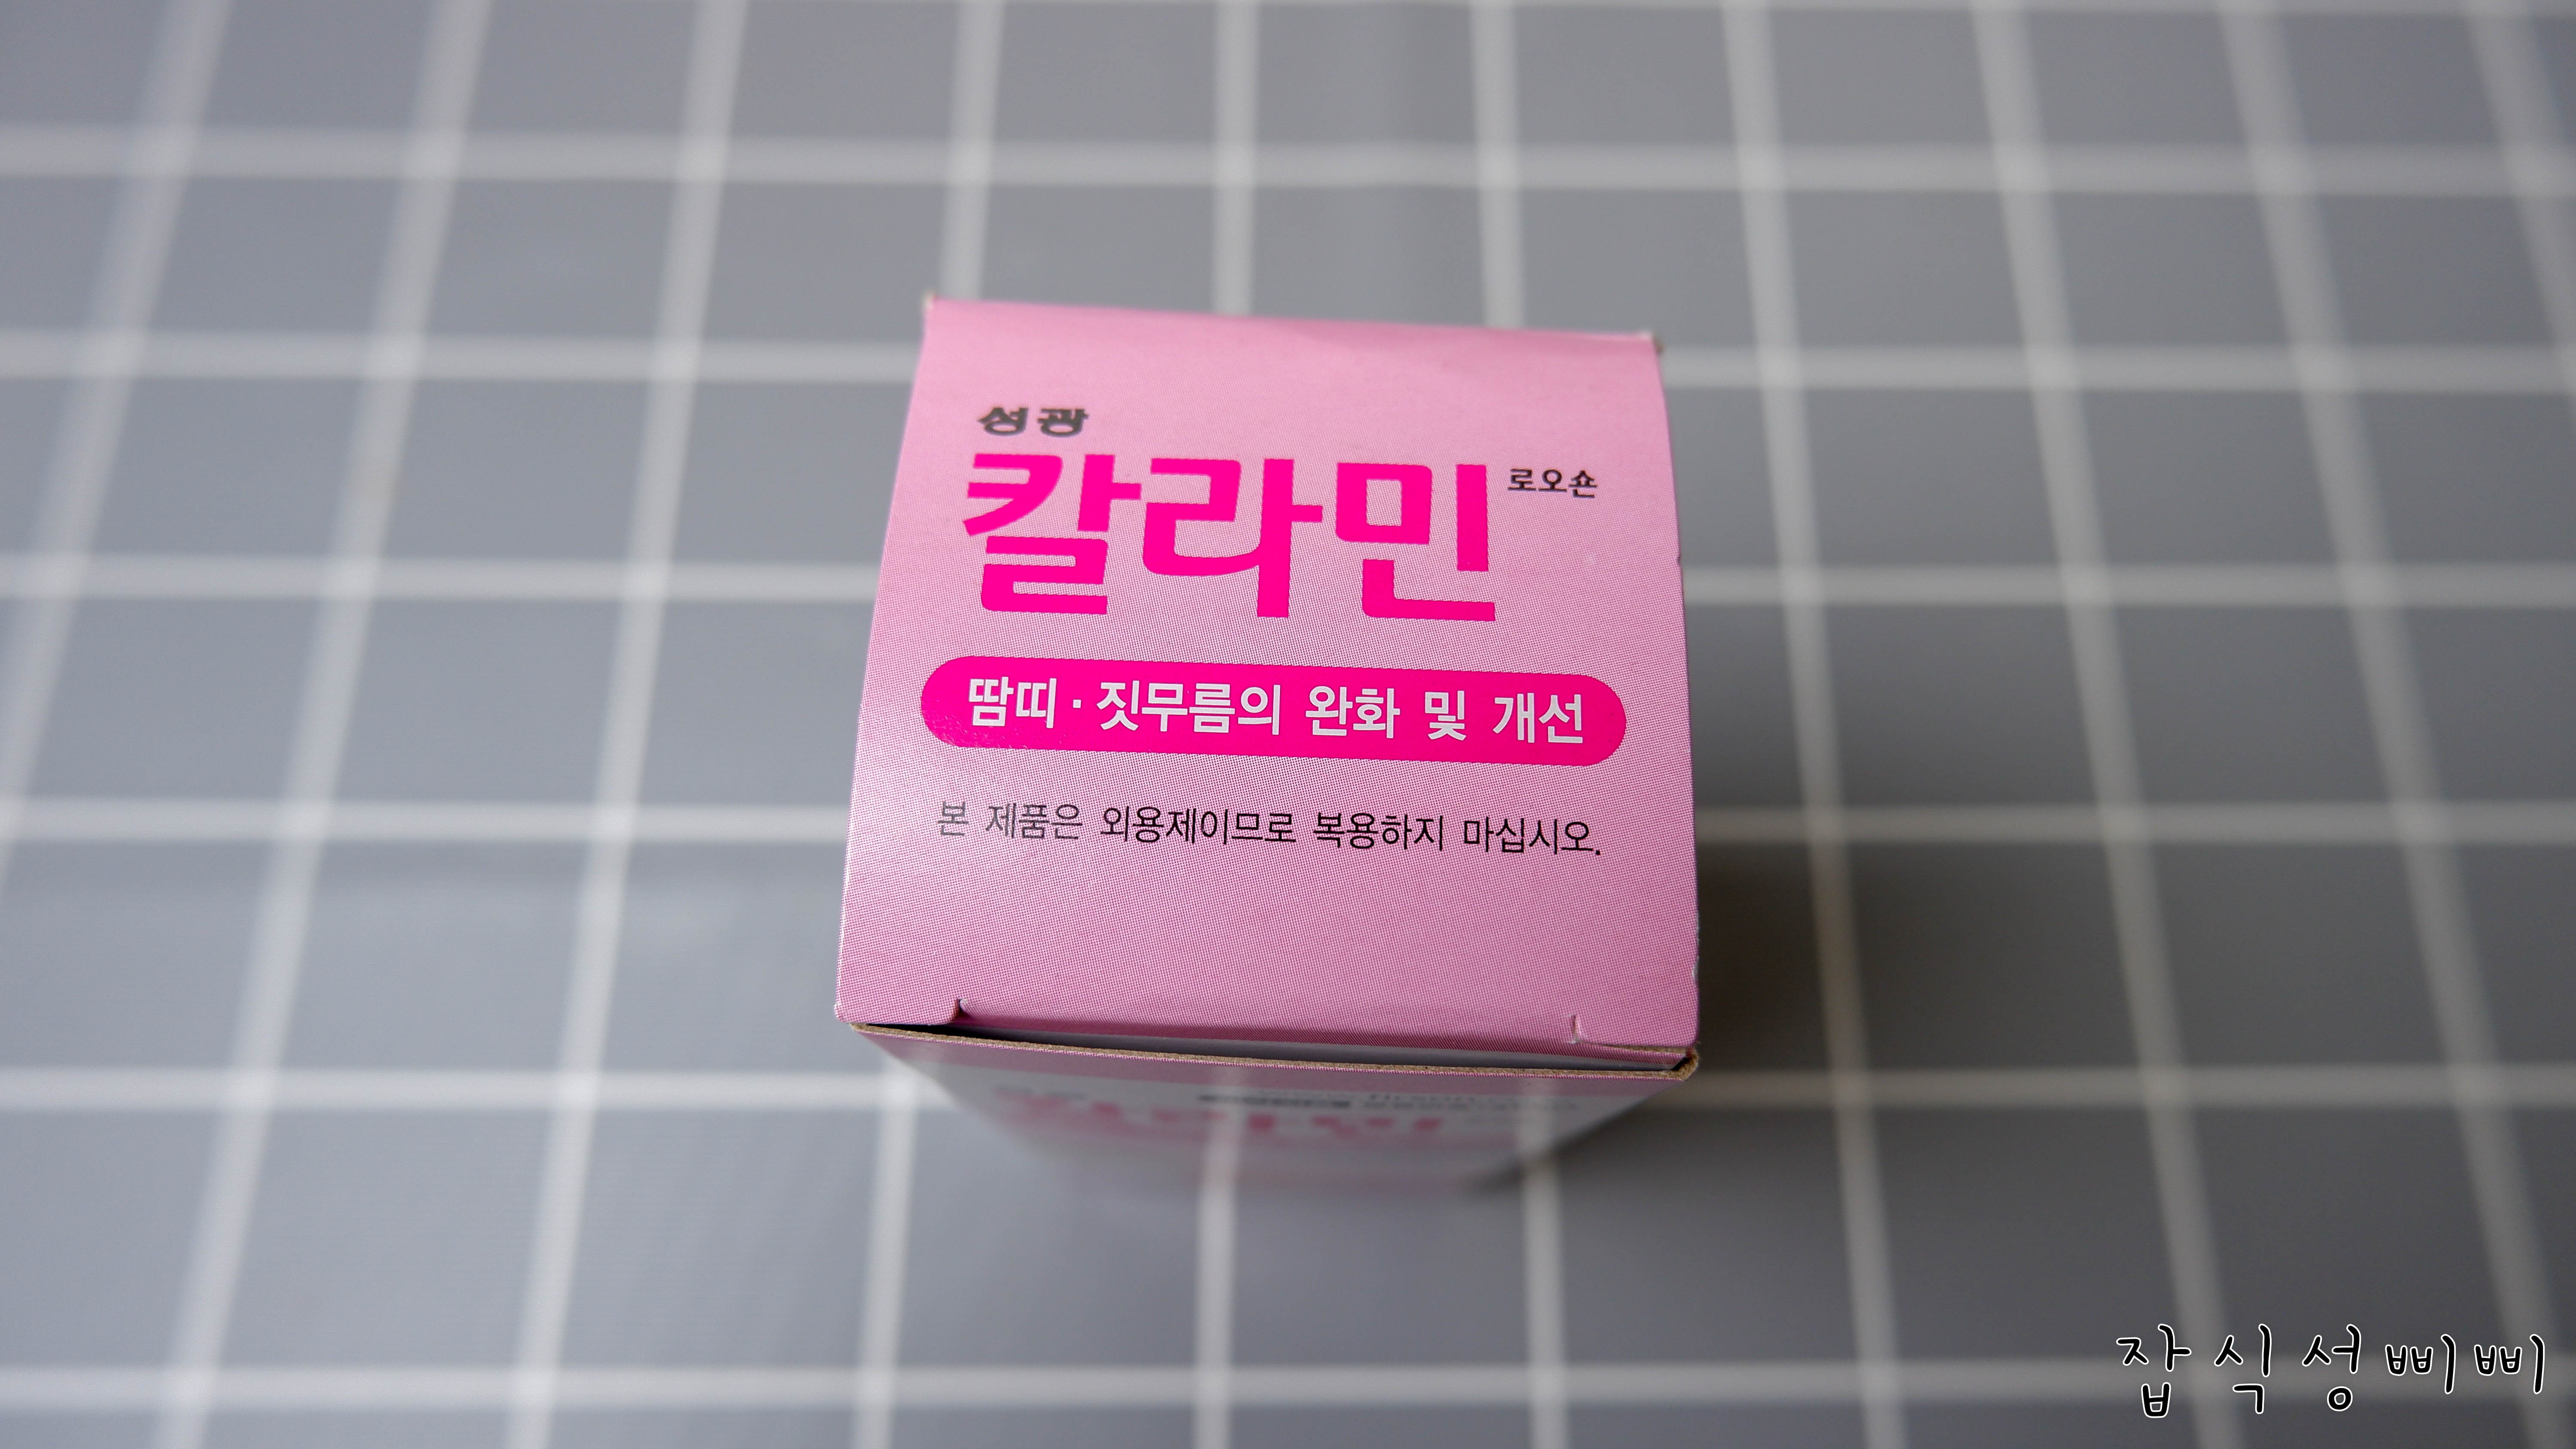 성광
칼라민 로오숀
땀띠·짓무름의 완화 및 개선
본 제품은 외용제이므로 복용하지 마십시오.
잡식성삐삐